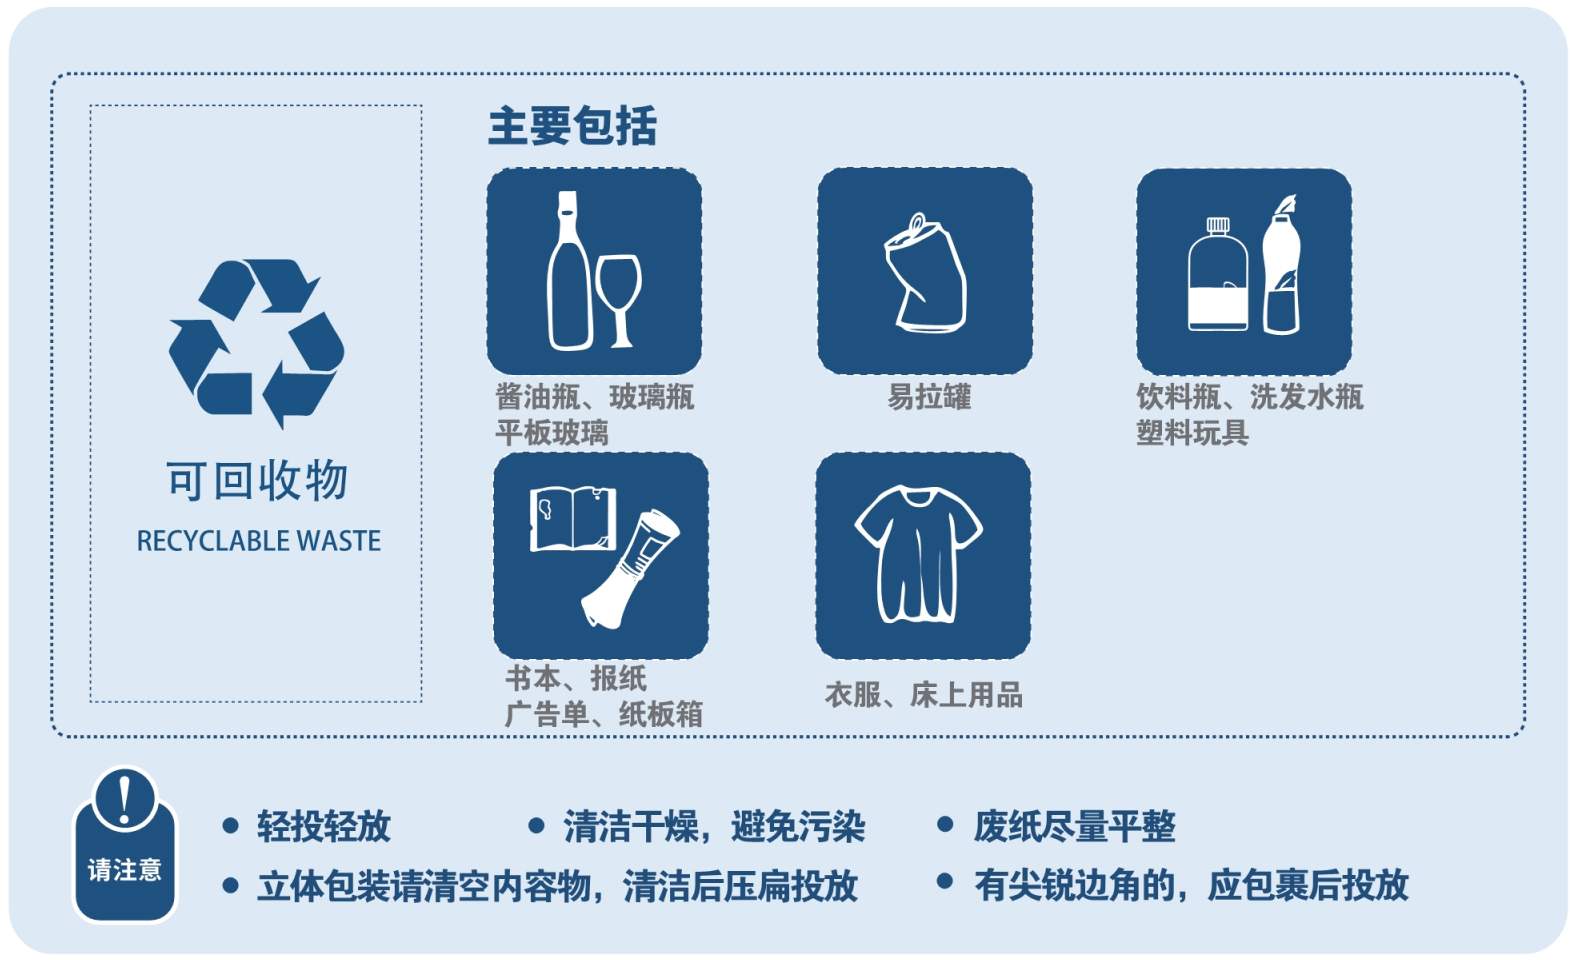 可回收物
RECYCLABLE WASTE
主要包括
酱油瓶、玻璃瓶
平板玻璃
易拉罐
饮料瓶、洗发水瓶
塑料玩具
书本、报纸
广告单、纸板箱
衣服、床上用品
请注意
轻投轻放
清洁干燥，避免污染
废纸尽量平整
立体包装请清空内容物，清洁后压扁投放
有尖锐边角的，应包裹后投放